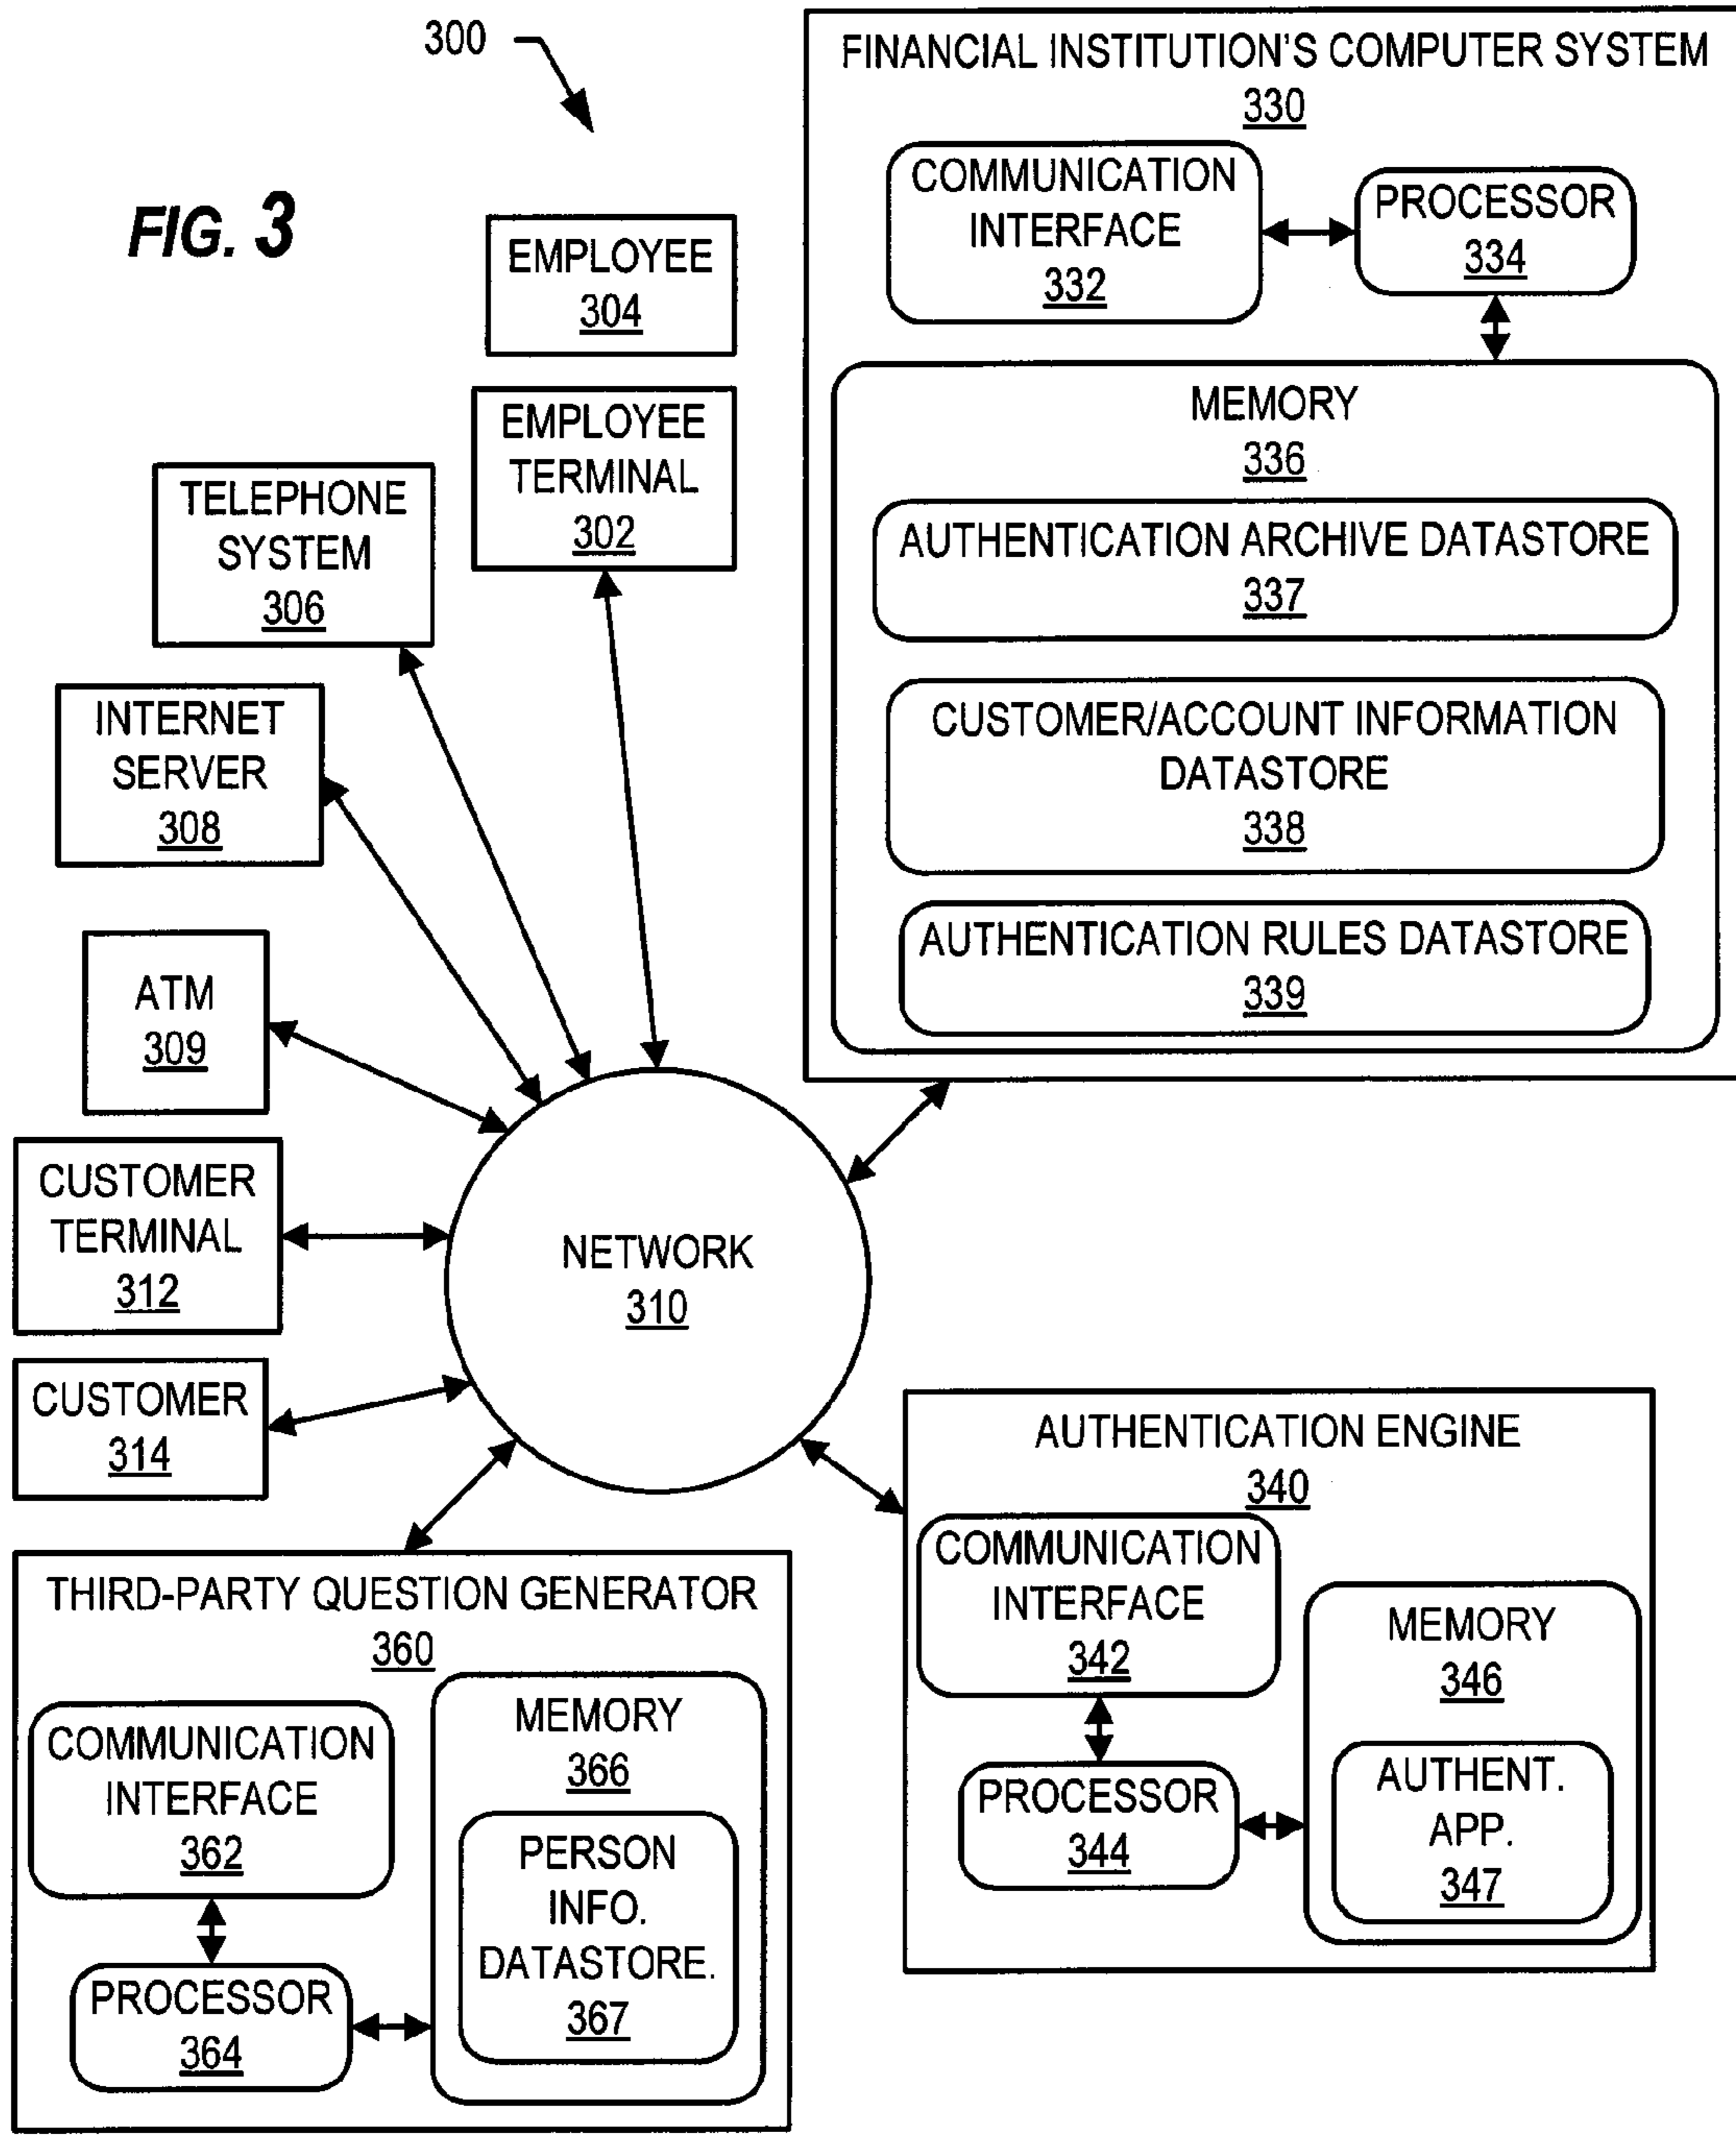 300
FIG. 3
EMPLOYEE
304
EMPLOYEE
TERMINAL
302
TELEPHONE
SYSTEM
306
INTERNET
SERVER
308
ATM
309
CUSTOMER
TERMINAL
312
CUSTOMER
314
NETWORK
310
FINANCIAL INSTITUTION'S COMPUTER SYSTEM
330
COMMUNICATION
INTERFACE
332
PROCESSOR
334
MEMORY
336
AUTHENTICATION ARCHIVE DATASTORE
337
CUSTOMER/ACCOUNT INFORMATION
DATASTORE
338
AUTHENTICATION RULES DATASTORE
339
AUTHENTICATION ENGINE
340
COMMUNICATION
INTERFACE
342
PROCESSOR
344
MEMORY
346
AUTHENT.
APP.
347
THIRD-PARTY QUESTION GENERATOR
360
COMMUNICATION
INTERFACE
362
PROCESSOR
364
MEMORY
366
PERSON
INFO.
DATASTORE.
367